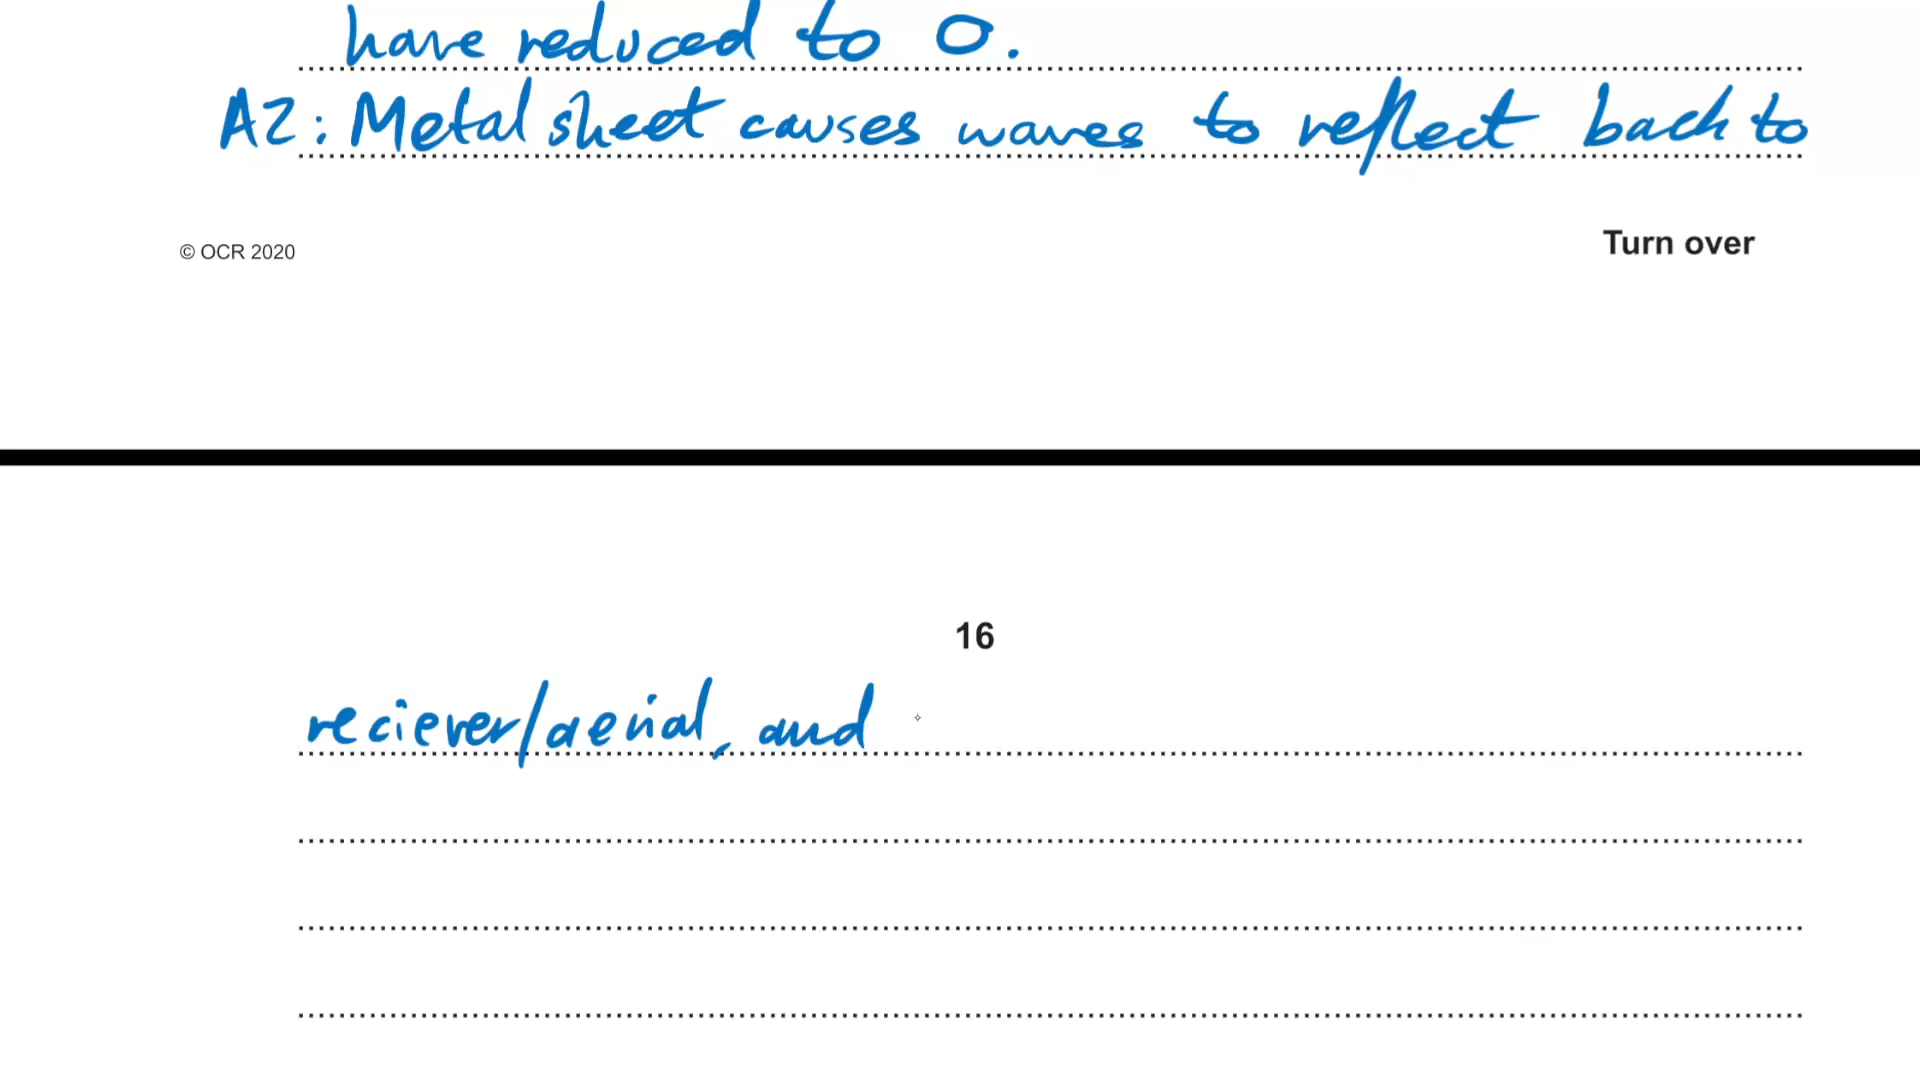 have reduced to 0.
A2: Metal sheet causes waves to reflect back to
© OCR 2020
Turn over
16
reciever/aerial, and